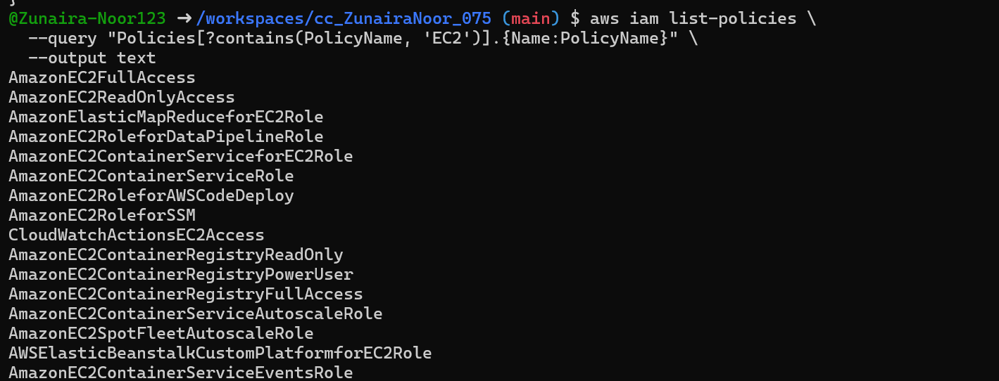 @Zunaira-Noor123 ➜ /workspaces/cc_ZunairaNoor_075 (main) $ aws iam list-policies \
  --query "Policies[?contains(PolicyName, 'EC2')].{Name:PolicyName}" \
  --output text
AmazonEC2FullAccess
AmazonEC2ReadOnlyAccess
AmazonElasticMapReduceforEC2Role
AmazonEC2RoleforDataPipelineRole
AmazonEC2ContainerServiceforEC2Role
AmazonEC2ContainerServiceRole
AmazonEC2RoleforAWSCodeDeploy
AmazonEC2RoleforSSM
CloudWatchActionsEC2Access
AmazonEC2ContainerRegistryReadOnly
AmazonEC2ContainerRegistryPowerUser
AmazonEC2ContainerRegistryFullAccess
AmazonEC2ContainerServiceAutoscaleRole
AmazonEC2SpotFleetAutoscaleRole
AWSElasticBeanstalkCustomPlatformforEC2Role
AmazonEC2ContainerServiceEventsRole